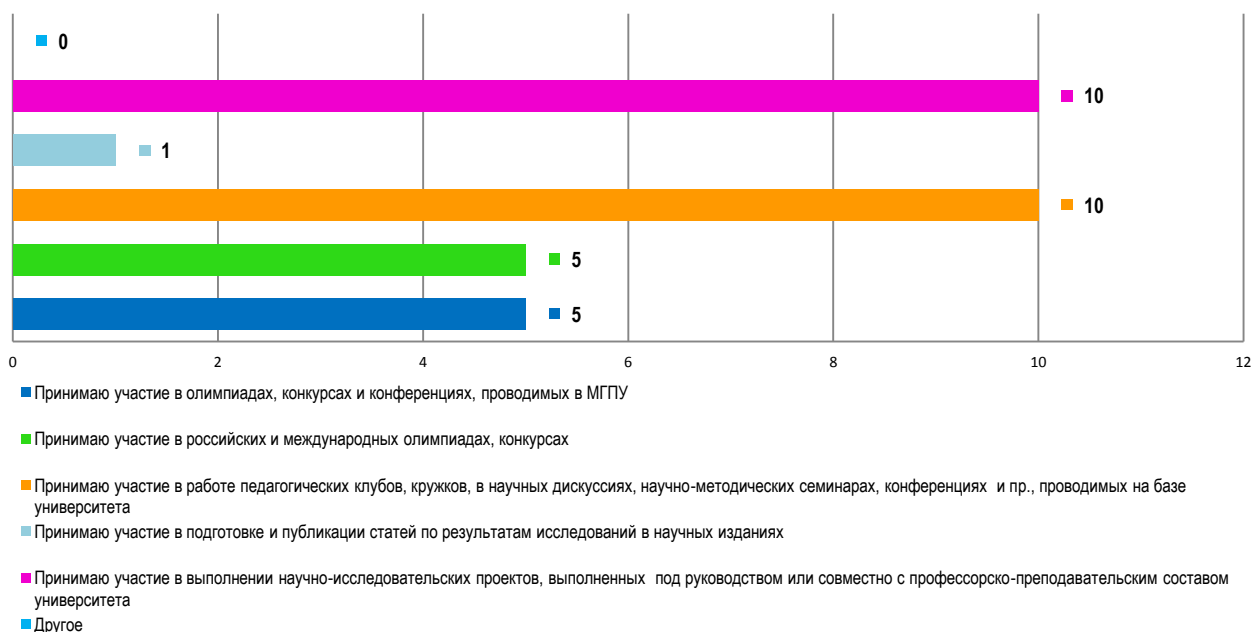 0
10
1
10
5
5
0 2 4 6 8 10 12
Принимаю участие в олимпиадах, конкурсах и конференциях, проводимых в МГПУ
Принимаю участие в российских и международных олимпиадах, конкурсах
Принимаю участие в работе педагогических клубов, кружков, в научных дискуссиях, научно-методических семинарах, конференциях и пр., проводимых на базе
университета
Принимаю участие в подготовке и публикации статей по результатам исследований в научных изданиях
Принимаю участие в выполнении научно-исследовательских проектов, выполненных под руководством или совместно с профессорско-преподавательским составом
университета
Другое